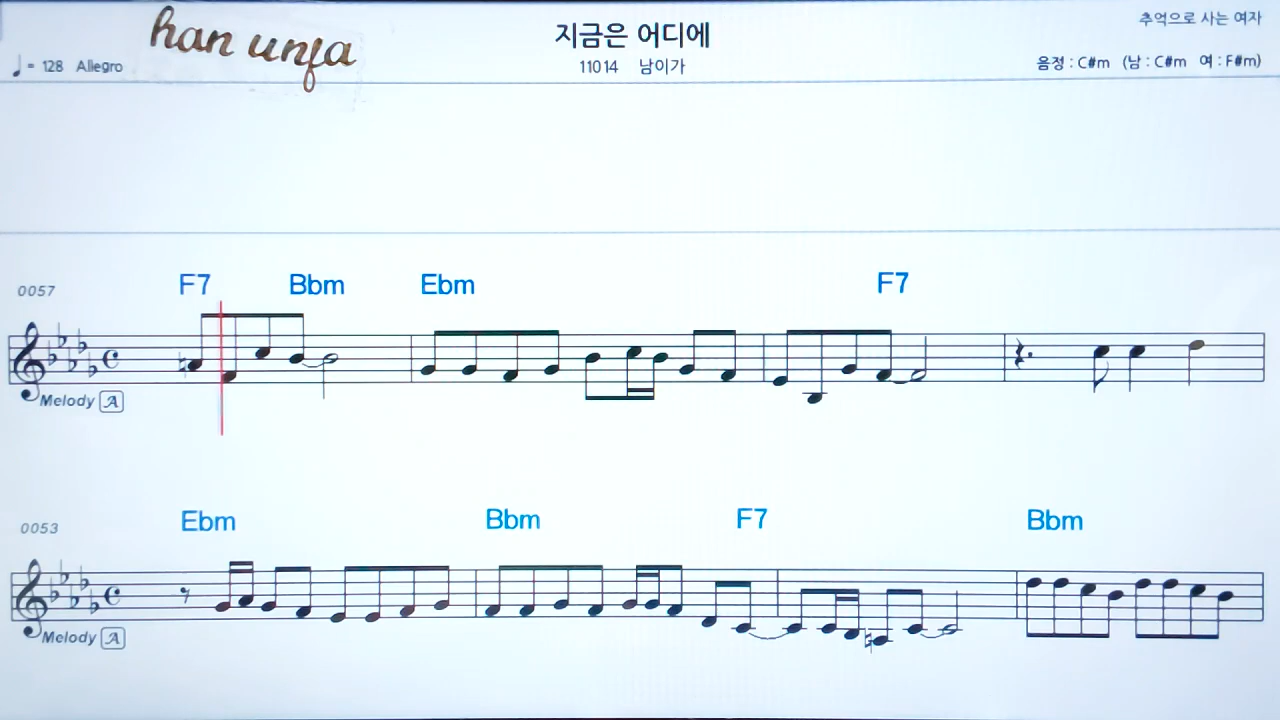 han unja
지금은 어디에
추억으로 사는 여자
♩= 128 Allegro
11014 남이가
음정 : C#m (남 : C#m 여 : F#m)
F7 Bbm Ebm F7
0057
Melody A
Ebm Bbm F7 Bbm
0053
Melody A